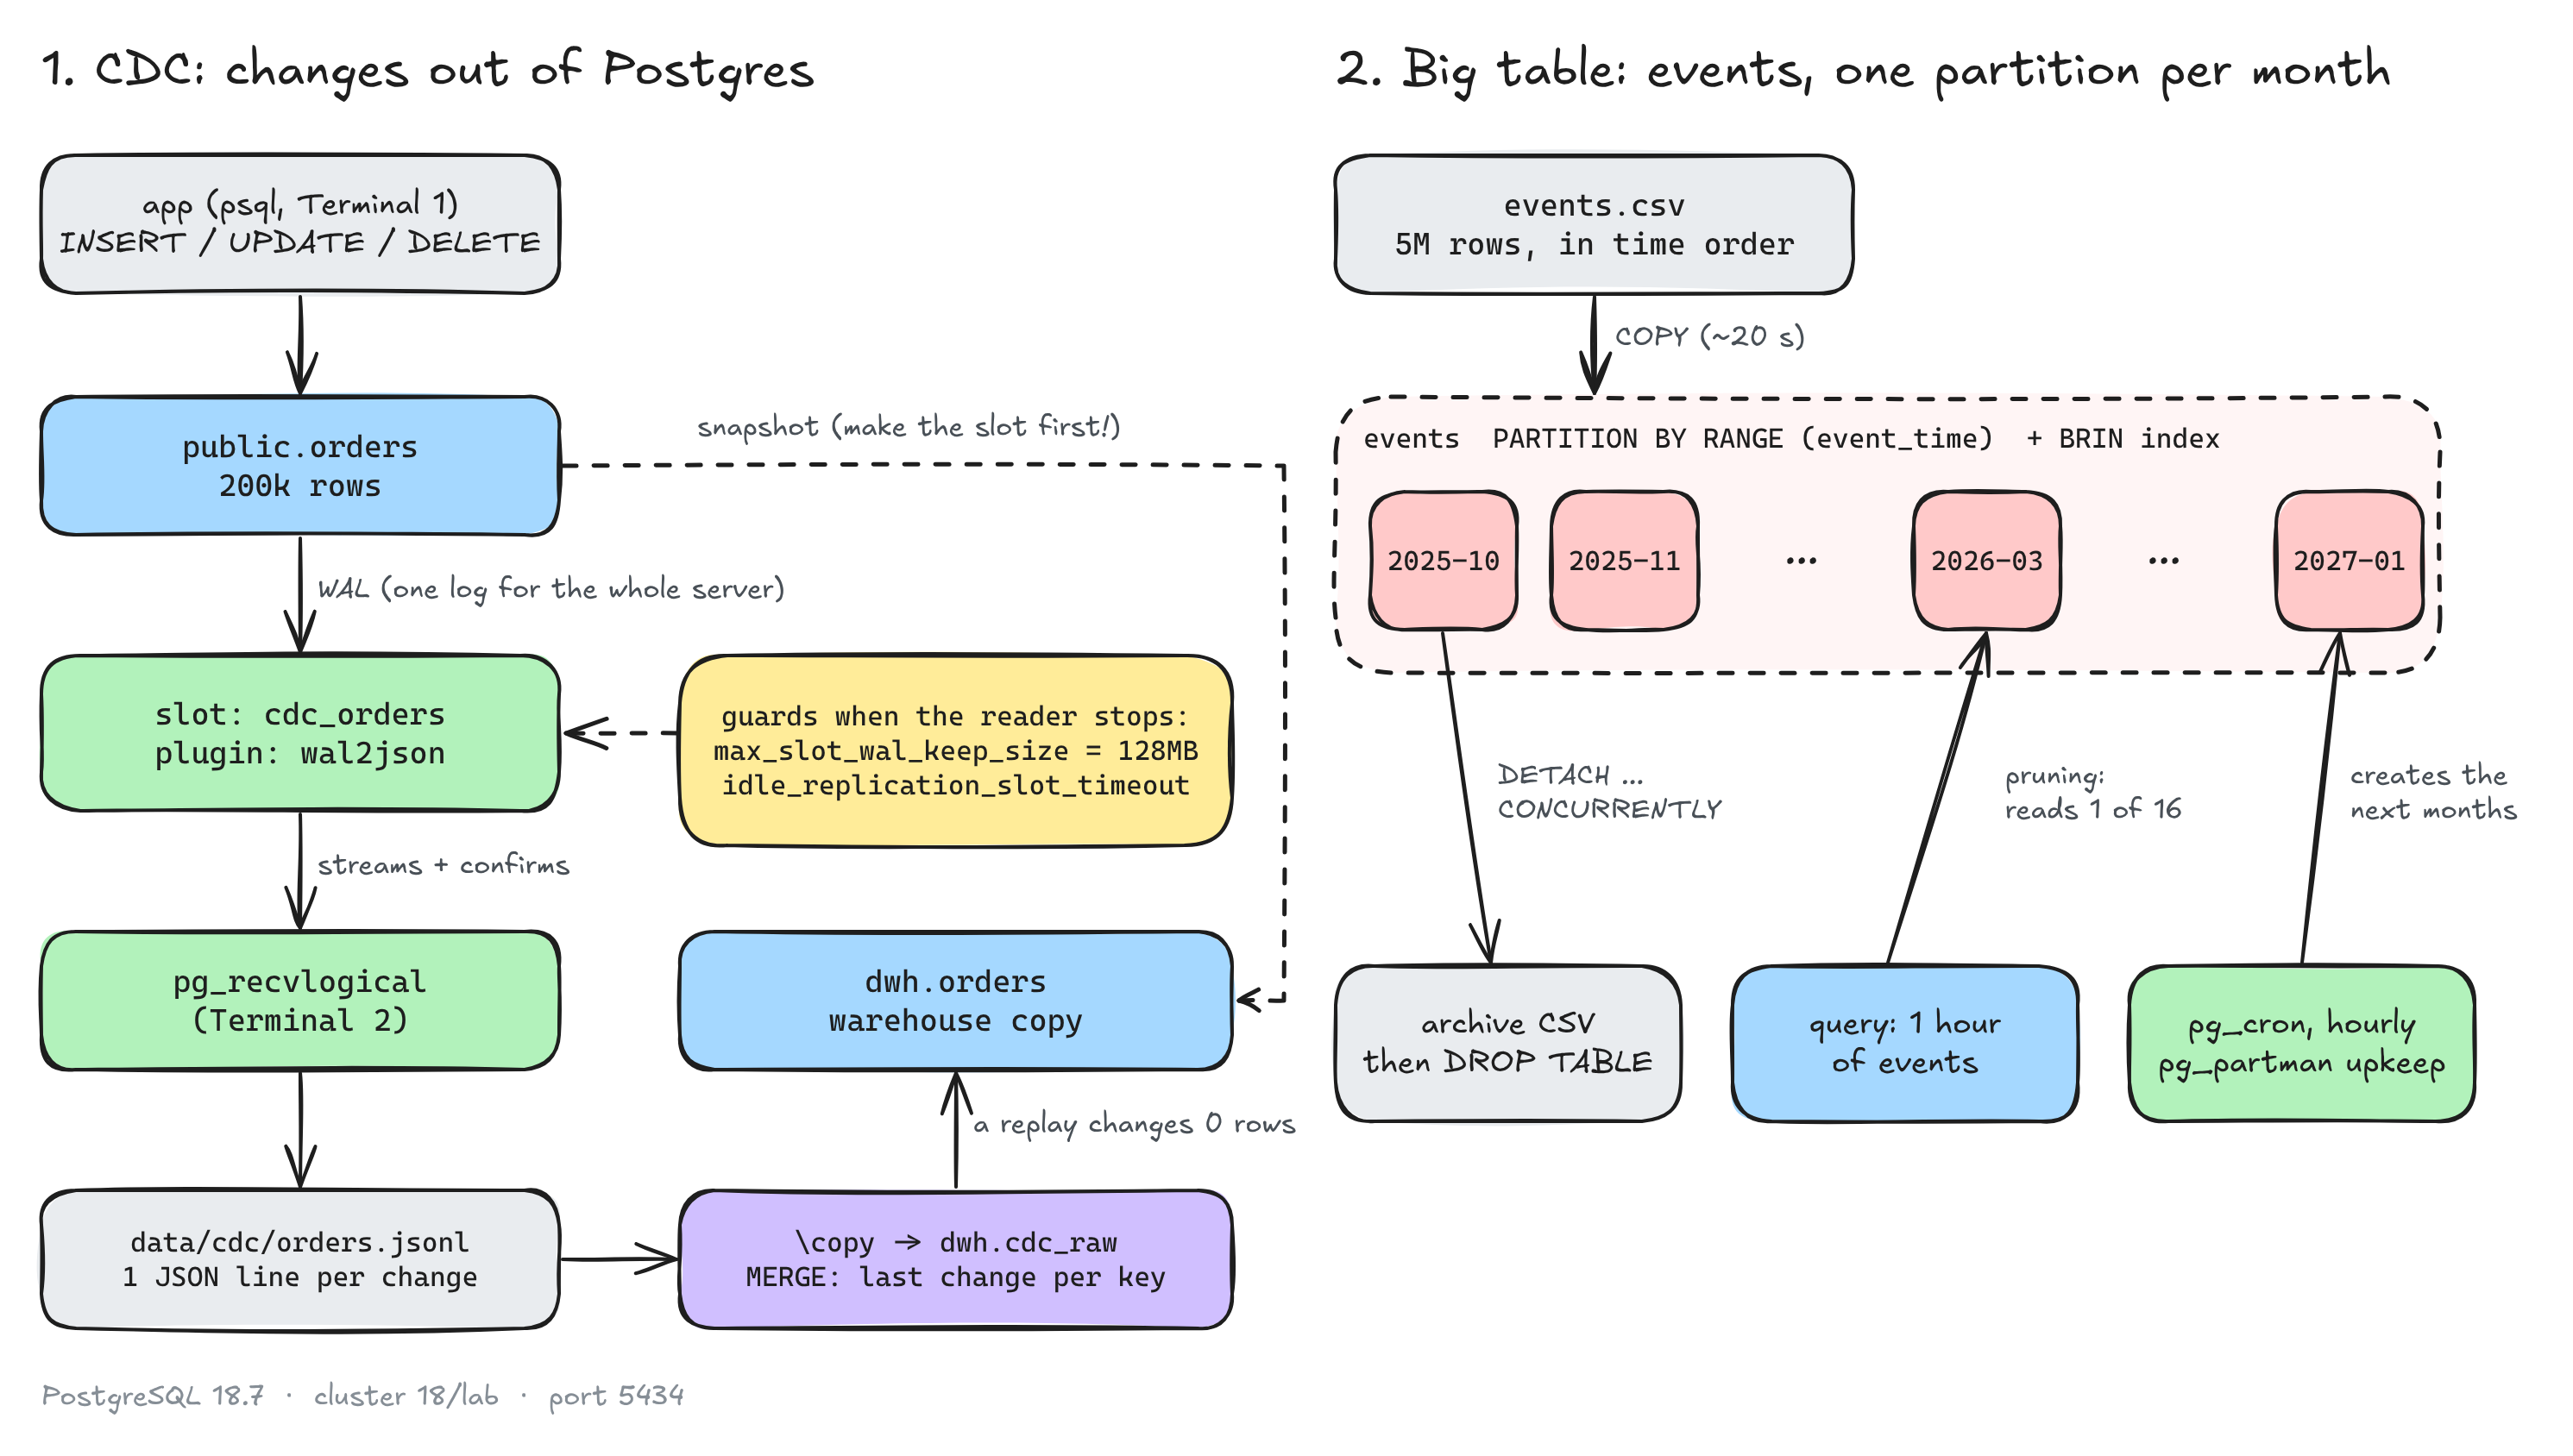 1. CDC: changes out of Postgres
app (psql, Terminal 1)
INSERT / UPDATE / DELETE
public.orders
200k rows
snapshot (make the slot first!)
WAL (one log for the whole server)
slot: cdc_orders
plugin: wal2json
guards when the reader stops:
max_slot_wal_keep_size = 128MB
idle_replication_slot_timeout
streams + confirms
pg_recvlogical
(Terminal 2)
dwh.orders
warehouse copy
a replay changes 0 rows
data/cdc/orders.jsonl
1 JSON line per change
\copy → dwh.cdc_raw
MERGE: last change per key
PostgreSQL 18.7 · cluster 18/lab · port 5434
2. Big table: events, one partition per month
events.csv
5M rows, in time order
COPY (~20 s)
events PARTITION BY RANGE (event_time) + BRIN index
2025-10
2025-11
...
2026-03
...
2027-01
DETACH ...
CONCURRENTLY
pruning:
reads 1 of 16
creates the
next months
archive CSV
then DROP TABLE
query: 1 hour
of events
pg_cron, hourly
pg_partman upkeep